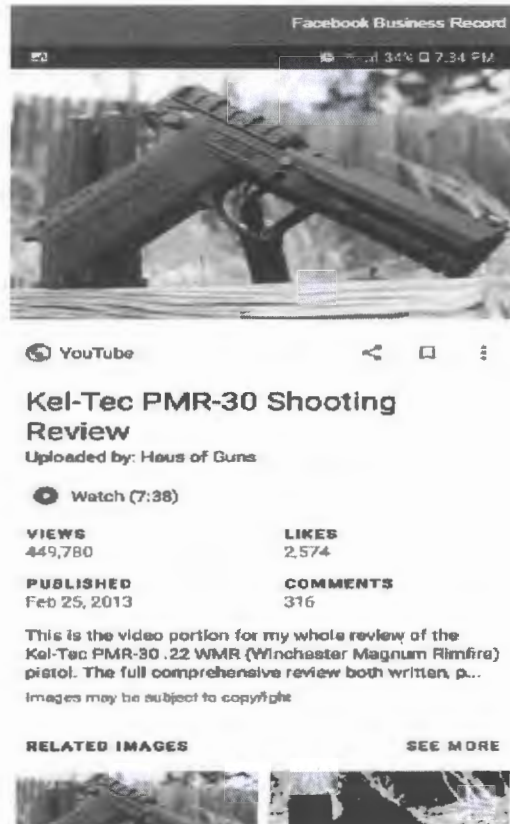 Facebook Business Record
34% 7:34 PM
YouTube
Kel-Tec PMR-30 Shooting
Review
Uploaded by: Haus of Guns
Watch (7:38)
VIEWS LIKES
449,780 2,574
PUBLISHED COMMENTS
Feb 25, 2013 316
This is the video portion for my whole review of the
Kel-Tec PMR-30 .22 WMR (Winchester Magnum Rimfire)
pistol. The full comprehensive review both written, p...
Images may be subject to copyright
RELATED IMAGES SEE MORE